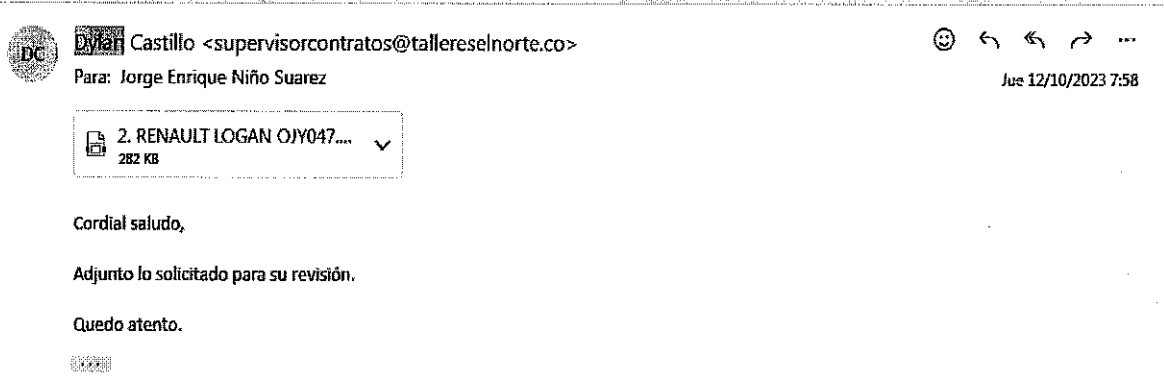 DC
Dylan Castillo <supervisorcontratos@tallereselnorte.co>
Para: Jorge Enrique Niño Suarez
Jue 12/10/2023 7:58
2. RENAULT LOGAN OJY047....
282 KB
Cordial saludo,
Adjunto lo solicitado para su revisión.
Quedo atento.